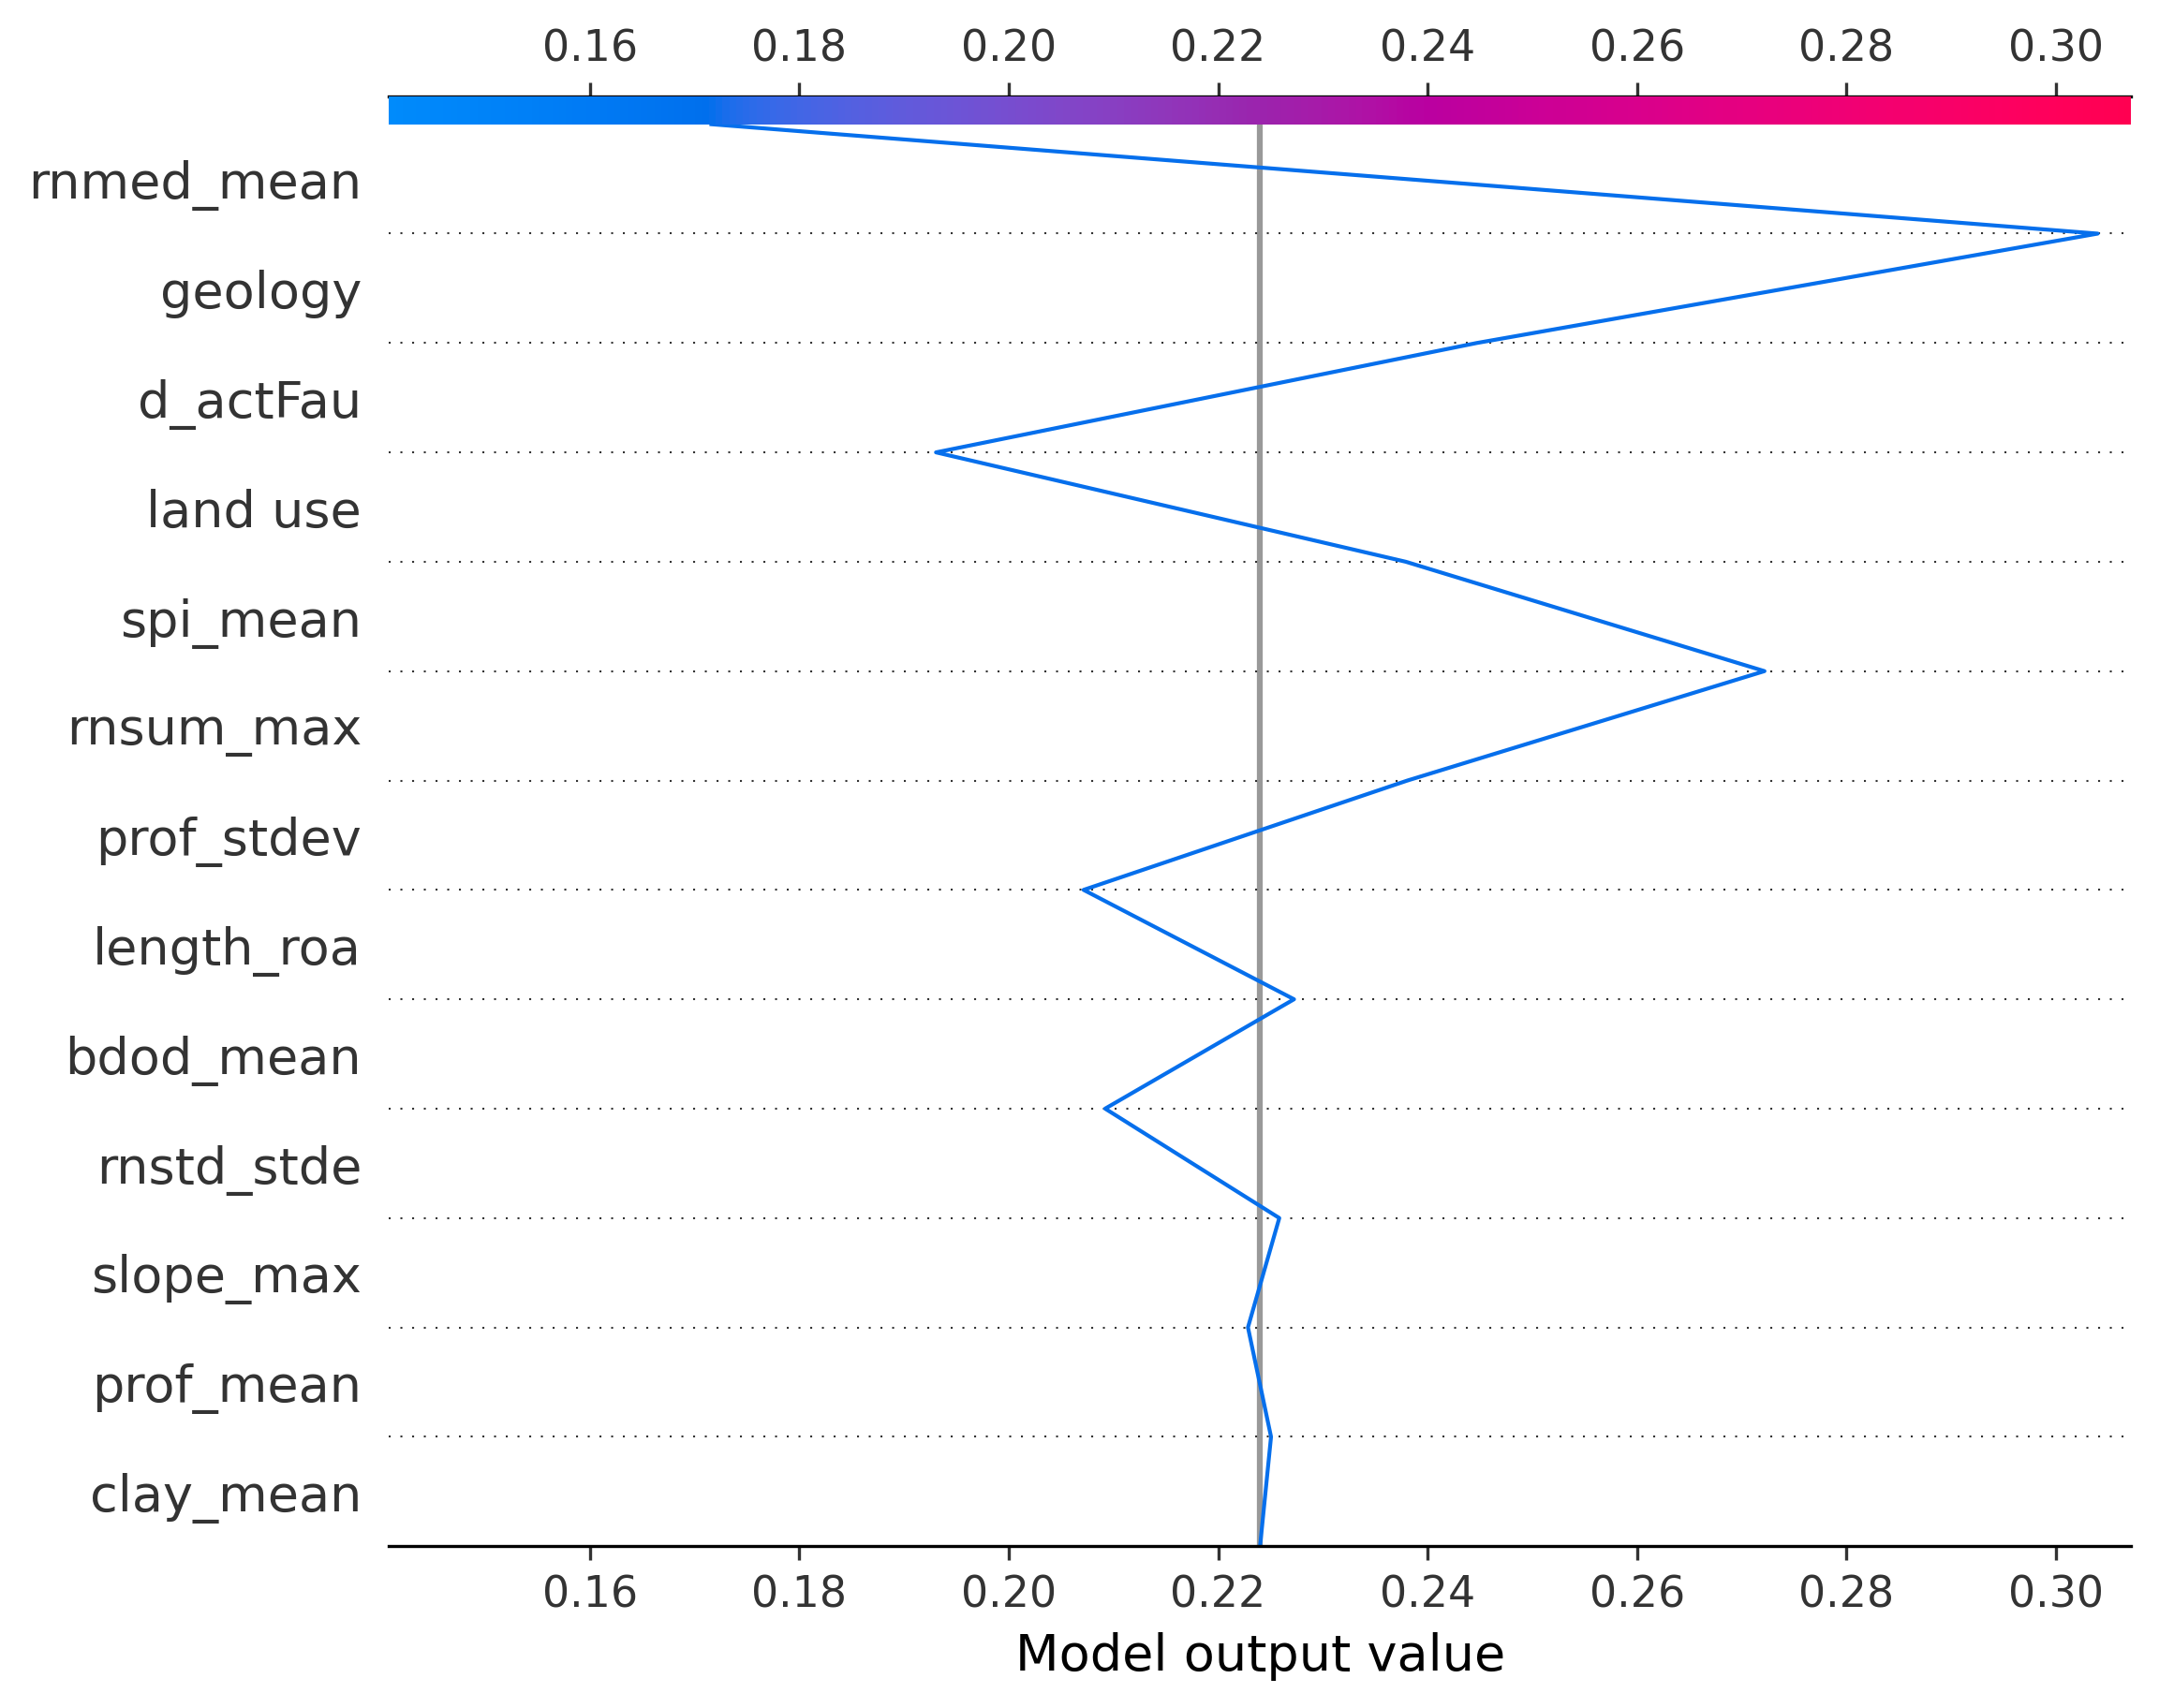 0.16 0.18 0.20 0.22 0.24 0.26 0.28 0.30
rnmed_mean
geology
d_actFau
land use
spi_mean
rnsum_max
prof_stdev
length_roa
bdod_mean
rnstd_stde
slope_max
prof_mean
clay_mean
0.16 0.18 0.20 0.22 0.24 0.26 0.28 0.30
Model output value